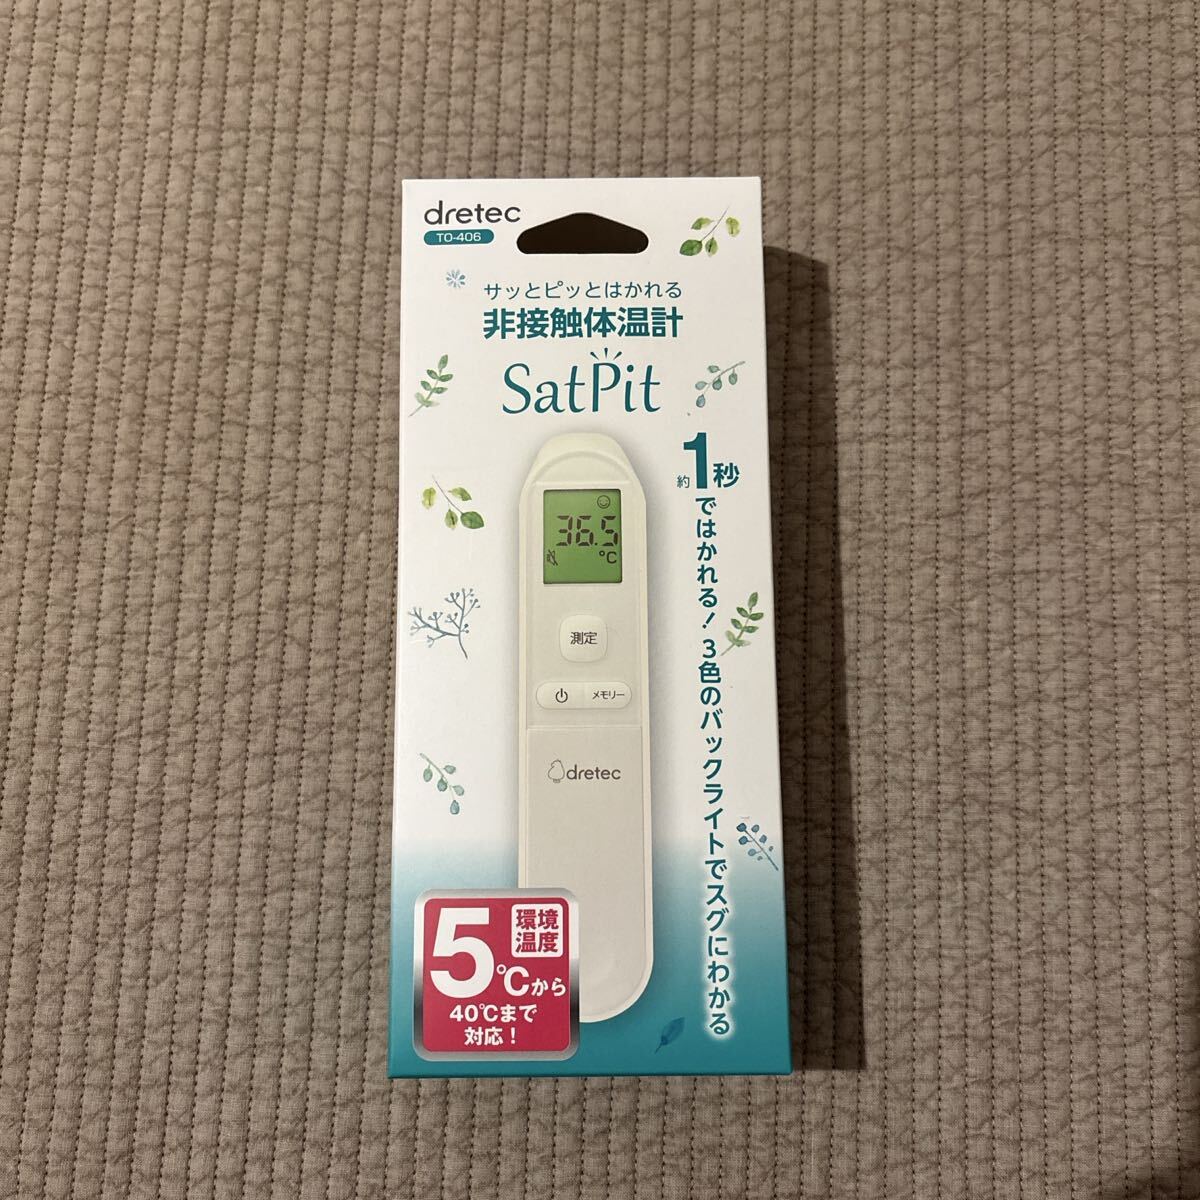 dretec
TO-406
サッとピッとはかれる
非接触体温計
SatPit
約1秒ではかれる! 3色のバックライトでスグにわかる
36.5
℃
測定
メモリー
dretec
環境
温度
5℃から
40℃まで
対応!